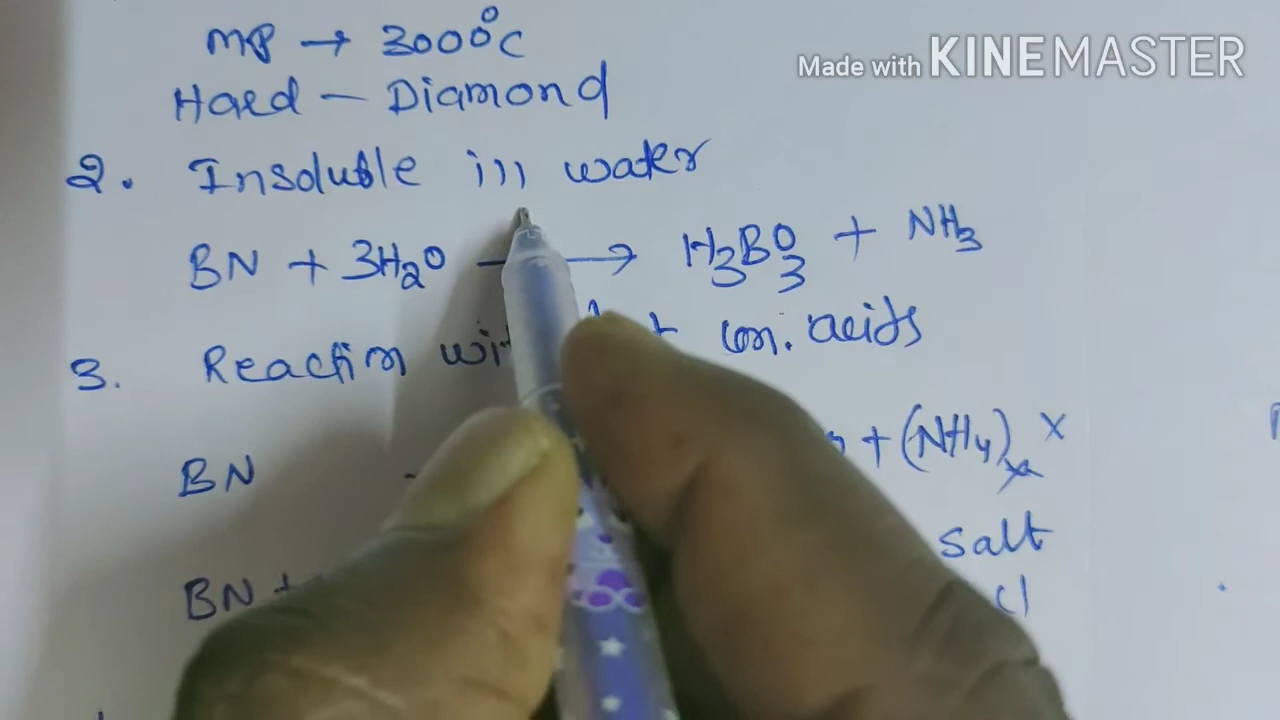 Made with KINEMASTER
MP → 3000°C
Hard - Diamond
2. Insoluble in water
BN + 3H₂O → H₃BO₃ + NH₃
3. Reaction con. acids
BN + (NH₄)ₓ X
salt
BN +